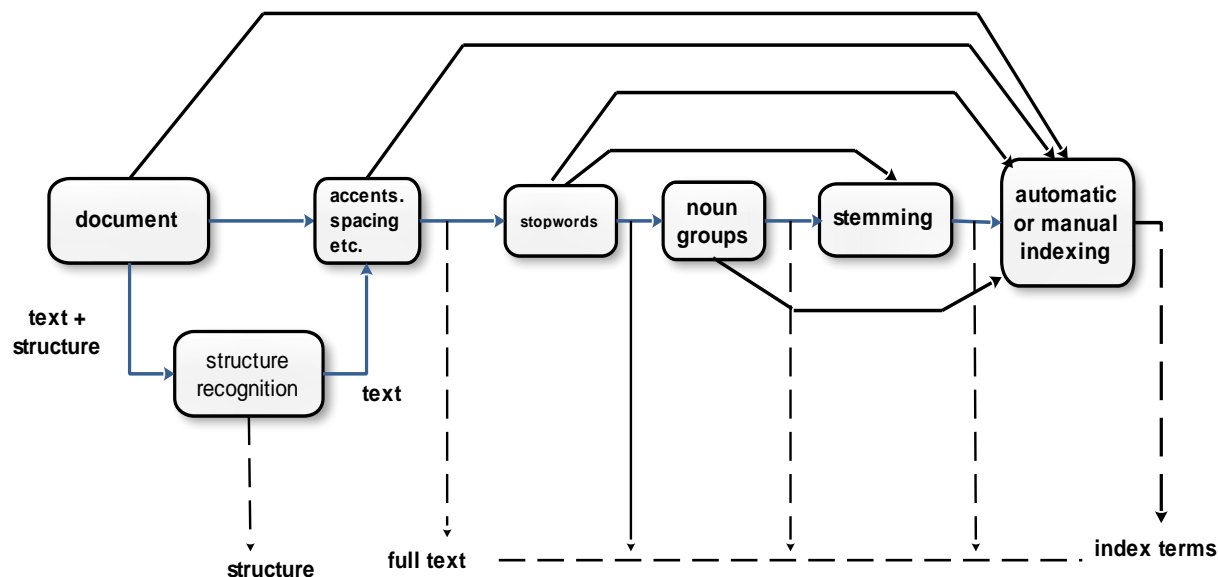 document
accents.
spacing
etc.
stopwords
noun
groups
stemming
automatic
or manual
indexing
text +
structure
structure
recognition
text
structure
full text
index terms